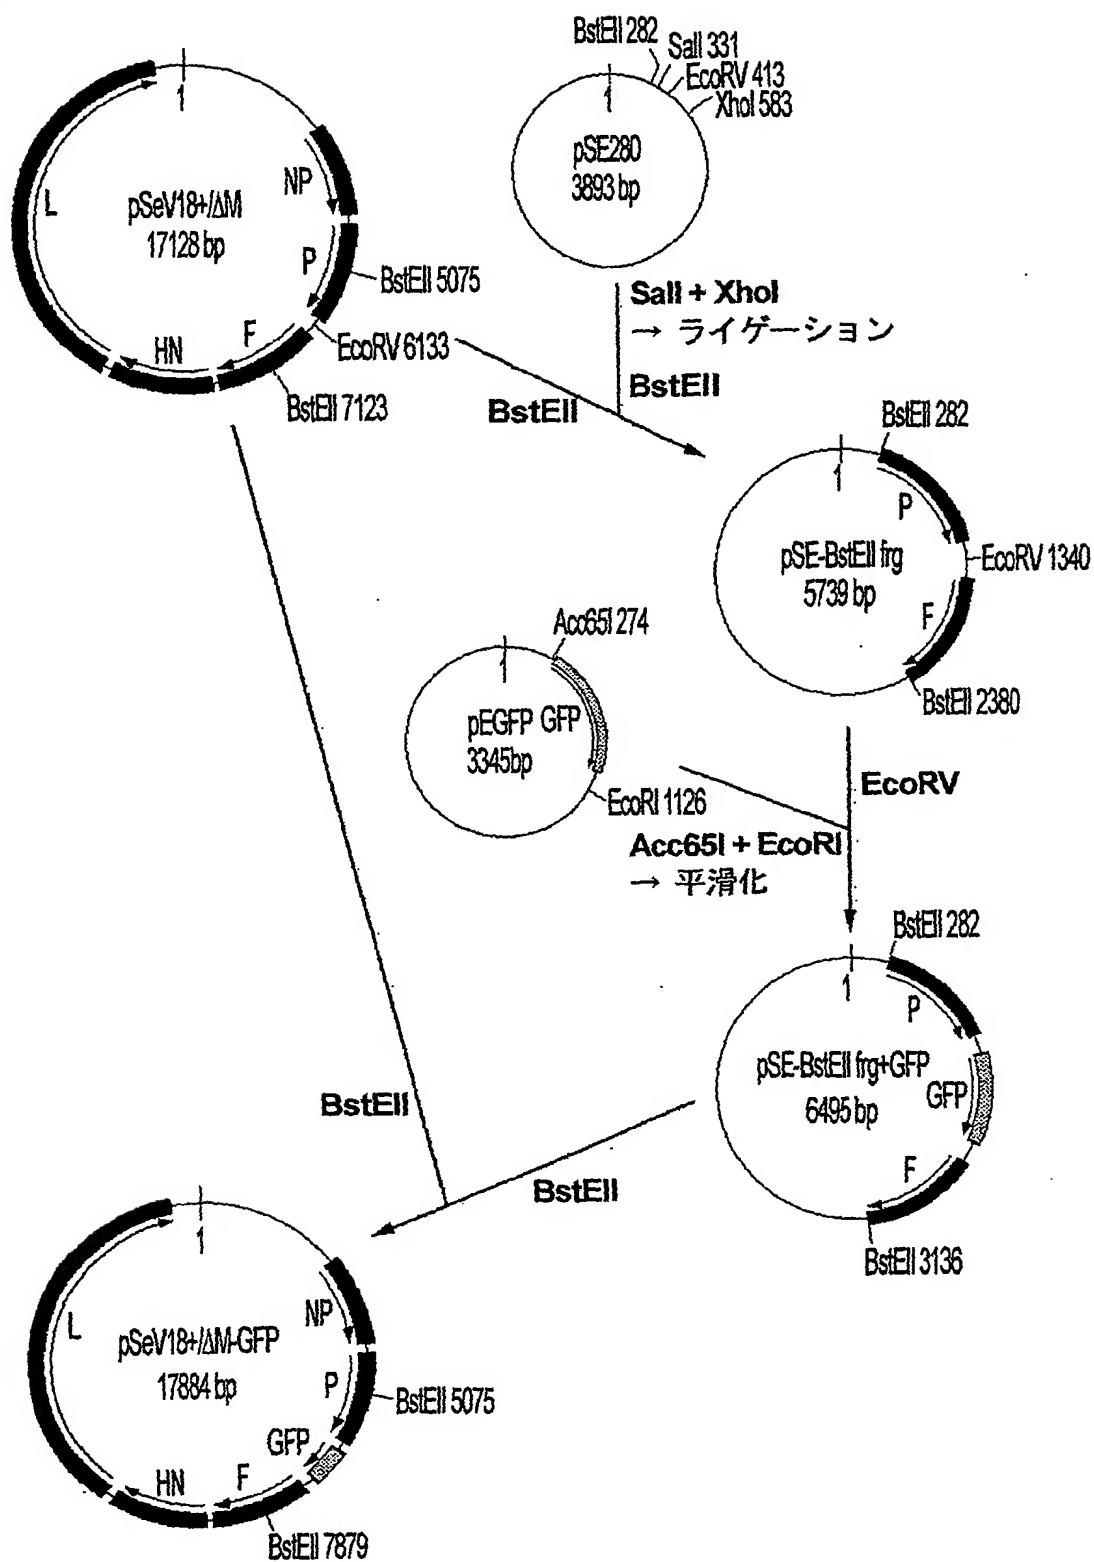 BstEII 282
SalI 331
EcoRV 413
XhoI 583
1
pSE280
3893 bp
1
L
NP
pSeV18+/ΔM
17128 bp
P
BstEII 5075
F
HN
EcoRV 6133
BstEII 7123
SalI + XhoI
→ ライゲーション
BstEII
BstEII
BstEII 282
1
P
pSE-BstEII frg
5739 bp
EcoRV 1340
F
BstEII 2380
Acc65I 274
1
pEGFP GFP
3345bp
EcoRI 1126
EcoRV
Acc65I + EcoRI
→ 平滑化
BstEII 282
1
P
pSE-BstEII frg+GFP
6495 bp
GFP
F
BstEII 3136
BstEII
BstEII
1
L
NP
pSeV18+/ΔM-GFP
17884 bp
P
BstEII 5075
GFP
F
HN
BstEII 7879